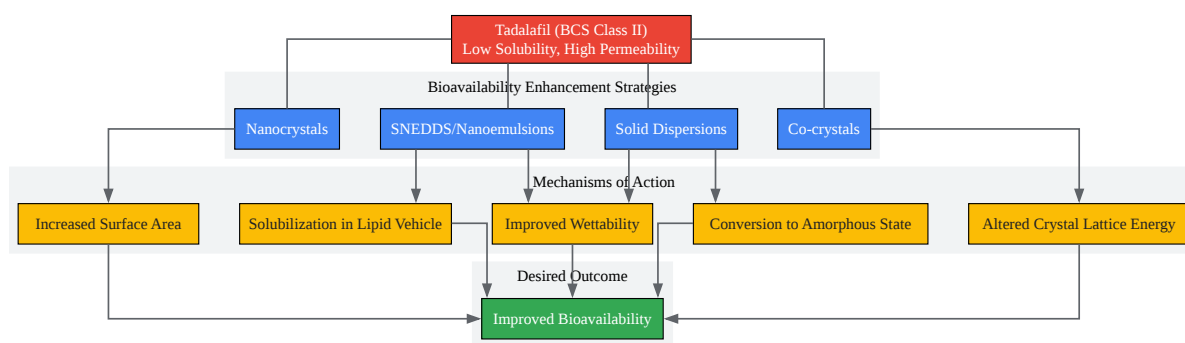 Tadalafil (BCS Class II)
Low Solubility, High Permeability
Bioavailability Enhancement Strategies
Nanocrystals
SNEDDS/Nanoemulsions
Solid Dispersions
Co-crystals
Mechanisms of Action
Increased Surface Area
Solubilization in Lipid Vehicle
Improved Wettability
Conversion to Amorphous State
Altered Crystal Lattice Energy
Desired Outcome
Improved Bioavailability